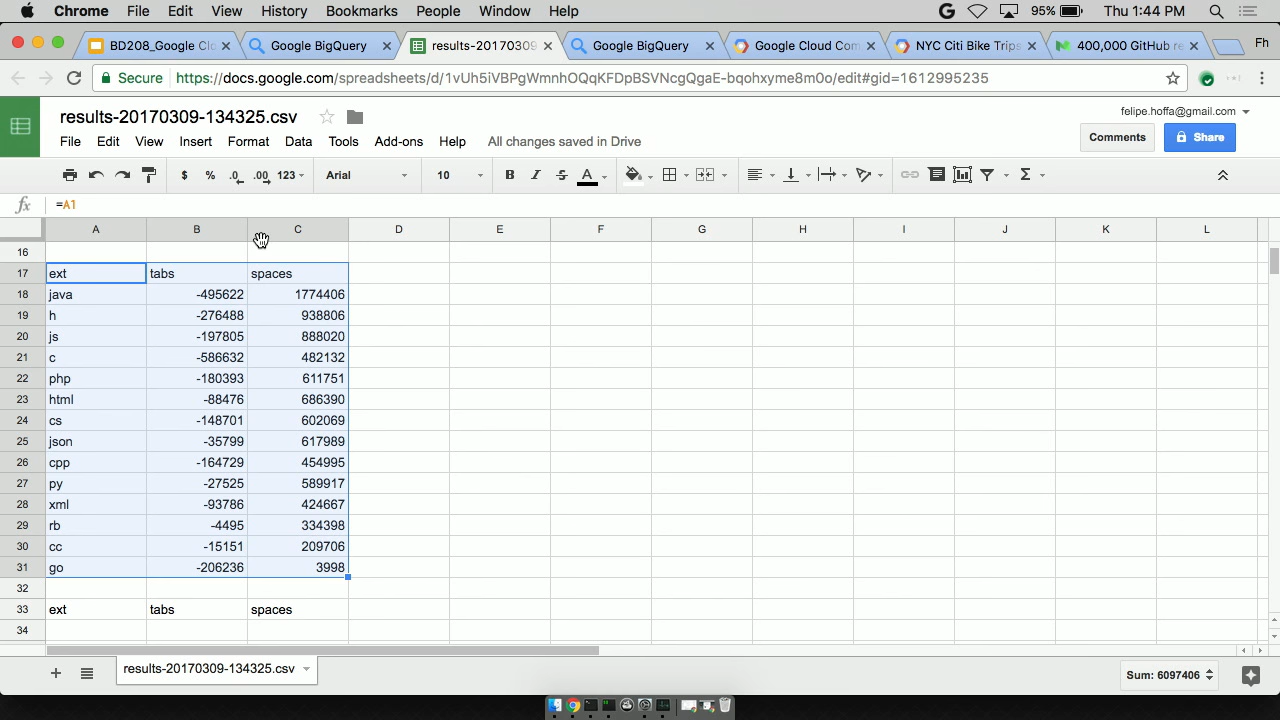 Chrome File Edit View History Bookmarks People Window Help 95% Thu 1:44 PM
BD208_Google Clo Google BigQuery results-20170309 Google BigQuery Google Cloud Com NYC Citi Bike Trips 400,000 GitHub re Fh
Secure https://docs.google.com/spreadsheets/d/1vUh5iVBPgWmnhOQqKFDpBSVNcgQgaE-bqohxyme8m0o/edit#gid=1612995235
results-20170309-134325.csv
felipe.hoffa@gmail.com
File Edit View Insert Format Data Tools Add-ons Help All changes saved in Drive
Comments Share
$ % .0 .00 123 Arial 10 B I S A Σ
fx =A1
A B C D E F G H I J K L
16
17 ext tabs spaces
18 java -495622 1774406
19 h -276488 938806
20 js -197805 888020
21 c -586632 482132
22 php -180393 611751
23 html -88476 686390
24 cs -148701 602069
25 json -35799 617989
26 cpp -164729 454995
27 py -27525 589917
28 xml -93786 424667
29 rb -4495 334398
30 cc -15151 209706
31 go -206236 3998
32
33 ext tabs spaces
34
results-20170309-134325.csv Sum: 6097406